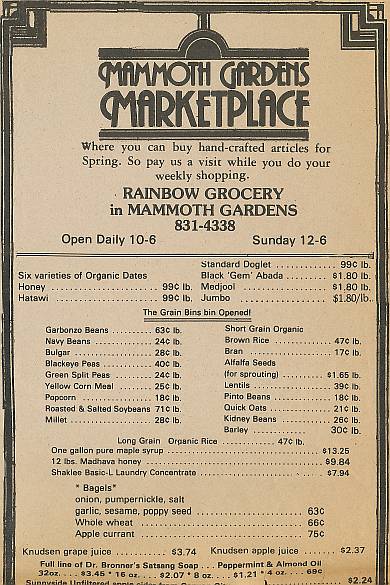 MAMMOTH GARDENS
MARKETPLACE
Where you can buy hand-crafted articles for
Spring. So pay us a visit while you do your
weekly shopping.
RAINBOW GROCERY
in MAMMOTH GARDENS
831-4338
Open Daily 10-6 Sunday 12-6
Standard Doglet .......... 99¢ lb.
Six varieties of Organic Dates Black 'Gem' Abada .......... $1.80 lb.
Honey .......... 99¢ lb. Medjool .......... $1.80 lb.
Hatawi .......... 99¢ lb. Jumbo .......... $1.80/lb.
The Grain Bins bin Opened!
Garbonzo Beans .......... 63¢ lb. Short Grain Organic
Navy Beans .......... 24¢ lb. Brown Rice .......... 47¢ lb.
Bulgar .......... 28¢ lb. Bran .......... 17¢ lb.
Blackeye Peas .......... 40¢ lb. Alfalfa Seeds
Green Split Peas .......... 24¢ lb. (for sprouting) .......... $1.65 lb.
Yellow Corn Meal .......... 25¢ lb. Lentils .......... 39¢ lb.
Popcorn .......... 18¢ lb. Pinto Beans .......... 18¢ lb.
Roasted & Salted Soybeans 71¢ lb. Quick Oats .......... 21¢ lb.
Millet .......... 28¢ lb. Kidney Beans .......... 26¢ lb.
Barley .......... 30¢ lb.
Long Grain Organic Rice .......... 47¢ lb.
One gallon pure maple syrup .......... $13.25
12 lbs. Madhava honey .......... $9.84
Shaklee Basic-L Laundry Concentrate .......... $7.94
* Bagels*
onion, pumpernickle, salt
garlic, sesame, poppy seed .......... 63¢
Whole wheat .......... 66¢
Apple currant .......... 75¢
Knudsen grape juice .......... $3.74 Knudsen apple juice .......... $2.37
Full line of Dr. Bronner's Satsang Soap ... Peppermint & Almond Oil
32oz. ... $3.45 * 16 oz. ... $2.07 * 8 oz. ... $1.21 * 4 oz. ... 69¢
$2.24